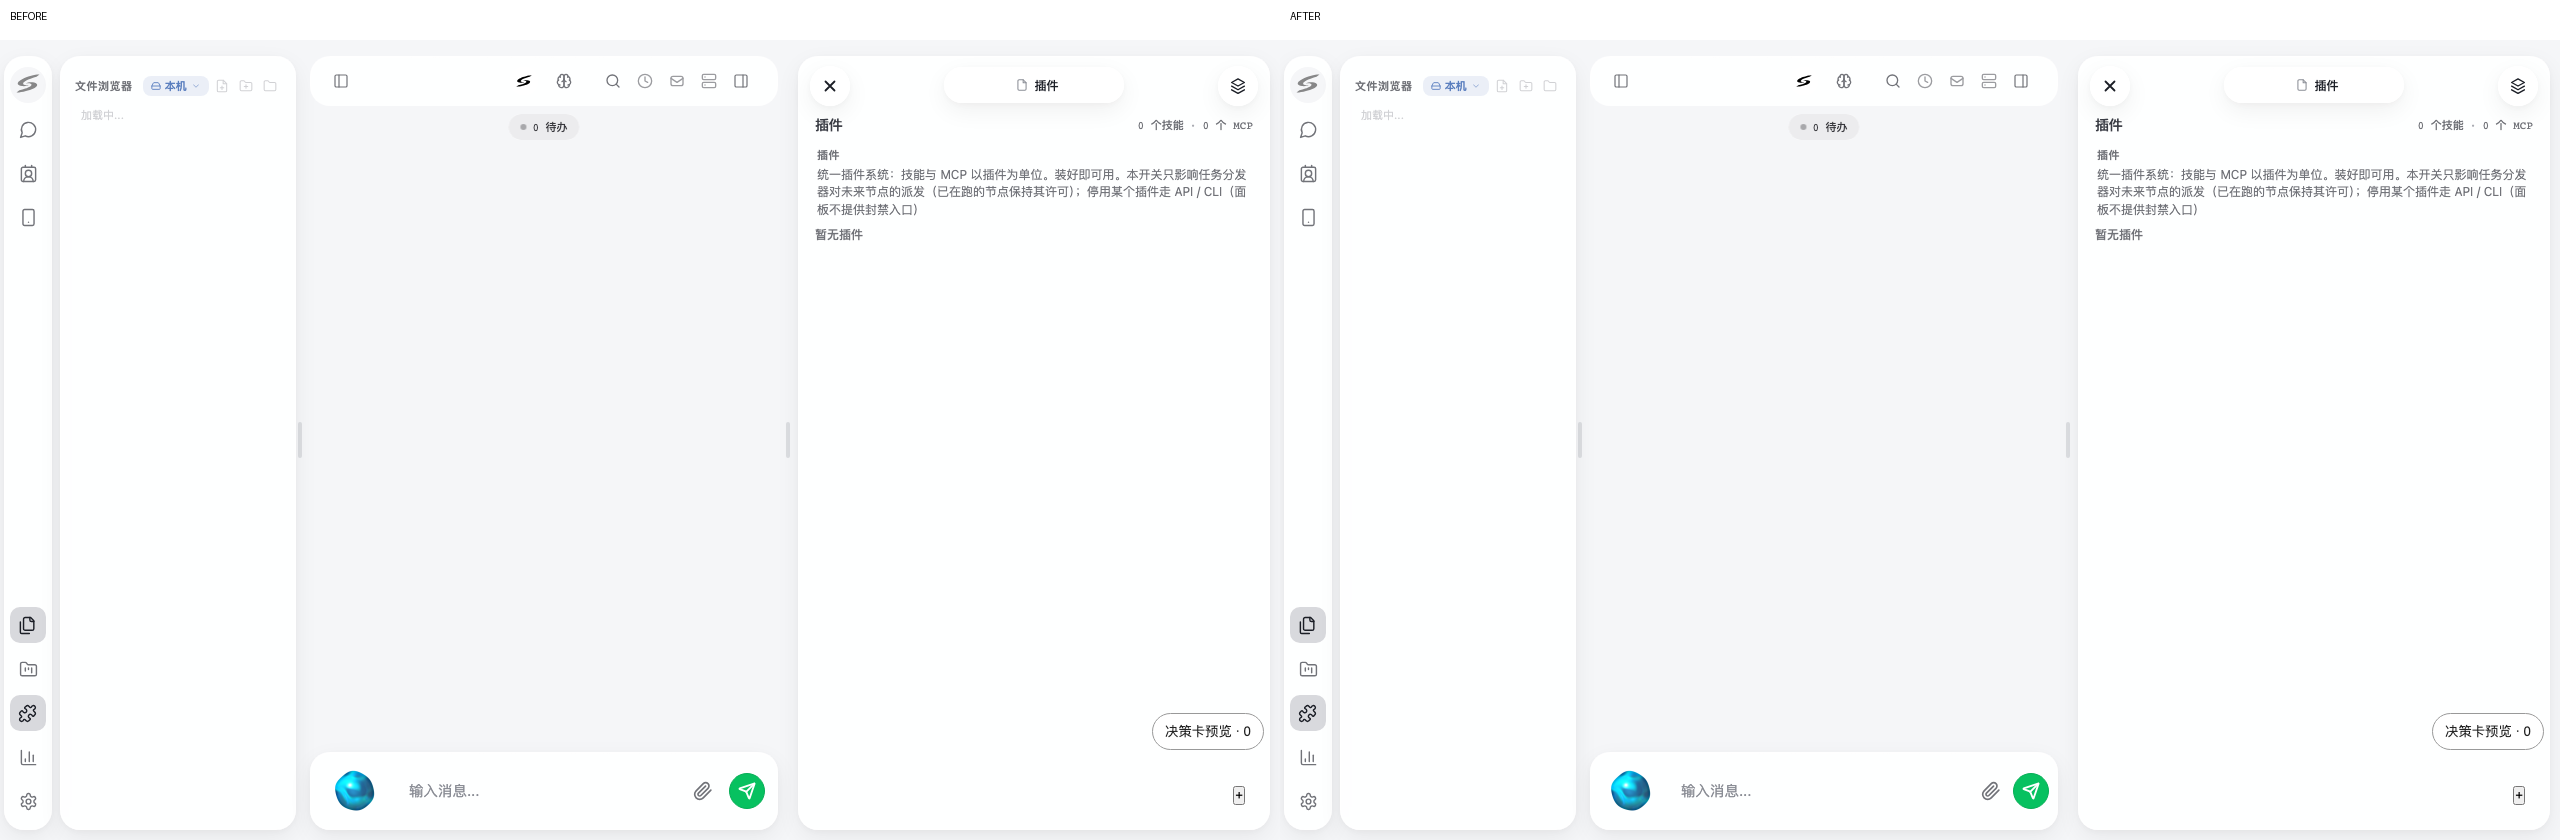 BEFORE
文件浏览器 本机
加载中...
0 待办
输入消息...
插件
插件 0 个技能 · 0 个 MCP
插件
统一插件系统：技能与 MCP 以插件为单位。装好即可用。本开关只影响任务分发
器对未来节点的派发（已在跑的节点保持其许可）；停用某个插件走 API / CLI（面
板不提供封禁入口）
暂无插件
决策卡预览 · 0
+
AFTER
文件浏览器 本机
加载中...
0 待办
输入消息...
插件
插件 0 个技能 · 0 个 MCP
插件
统一插件系统：技能与 MCP 以插件为单位。装好即可用。本开关只影响任务分发
器对未来节点的派发（已在跑的节点保持其许可）；停用某个插件走 API / CLI（面
板不提供封禁入口）
暂无插件
决策卡预览 · 0
+